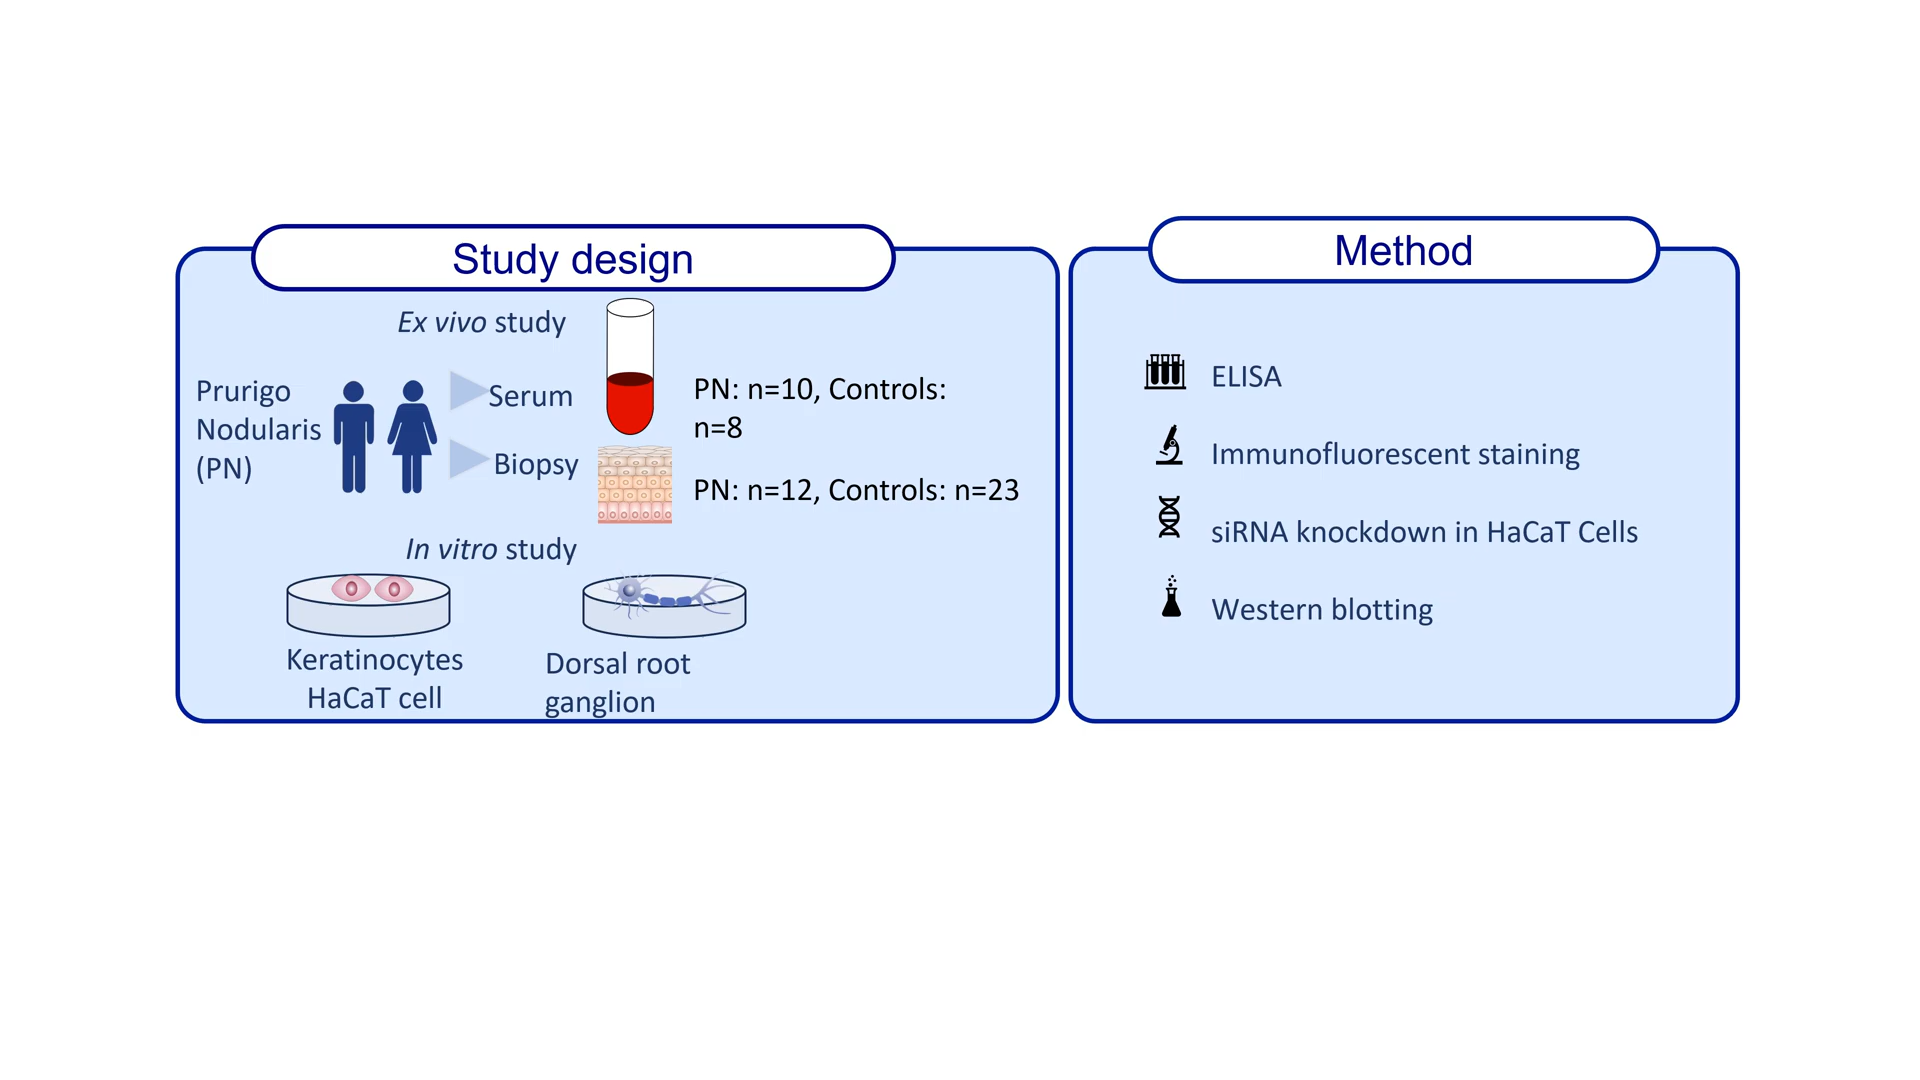 Study design
Ex vivo study
Prurigo
Nodularis
(PN)
Serum
PN: n=10, Controls:
n=8
Biopsy
PN: n=12, Controls: n=23
In vitro study
Keratinocytes
HaCaT cell
Dorsal root
ganglion
Method
ELISA
Immunofluorescent staining
siRNA knockdown in HaCaT Cells
Western blotting